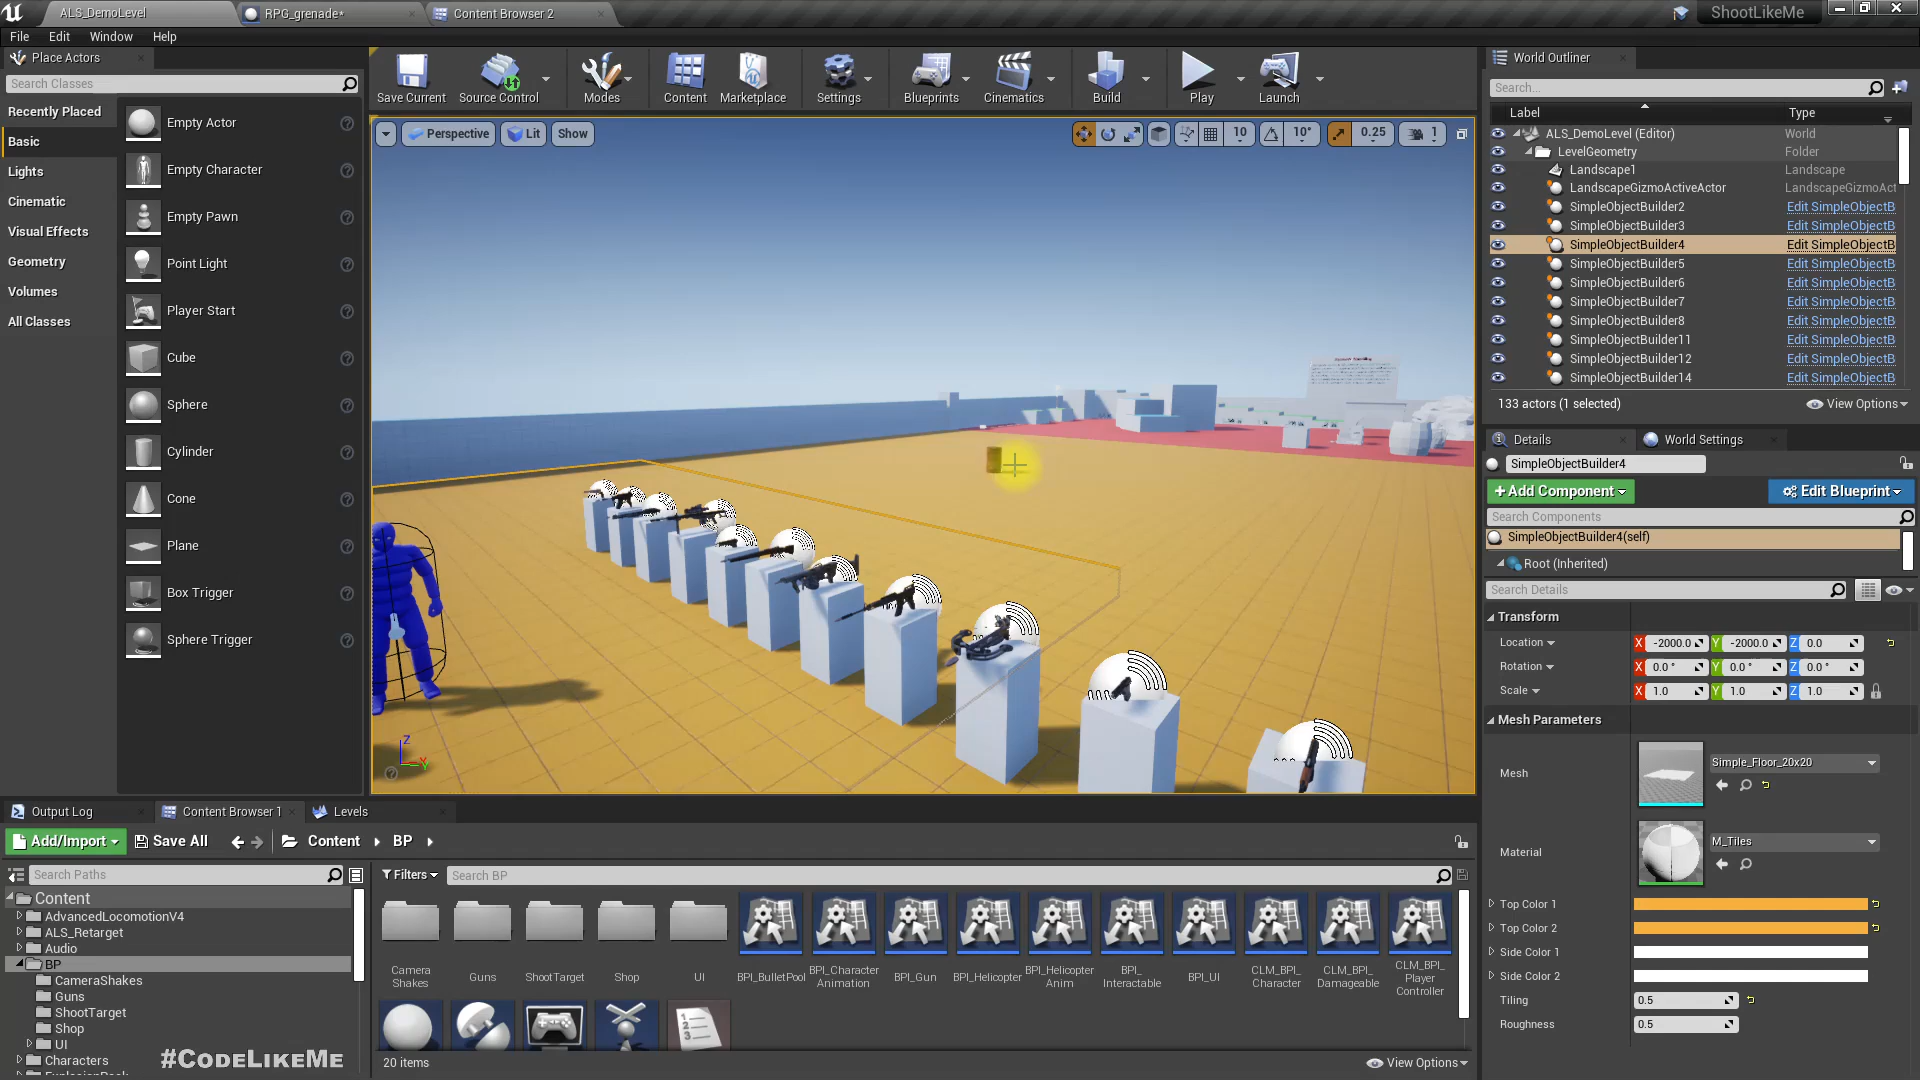 ALS_DemoLevel
RPG_grenade*
Content Browser 2
ShootLikeMe
File Edit Window Help
Place Actors
Search Classes
Recently Placed
Basic
Lights
Cinematic
Visual Effects
Geometry
Volumes
All Classes
Empty Actor
Empty Character
Empty Pawn
Point Light
Player Start
Cube
Sphere
Cylinder
Cone
Plane
Box Trigger
Sphere Trigger
Save Current Source Control Modes Content Marketplace Settings Blueprints Cinematics Build Play Launch
Perspective Lit Show
10 10° 0.25 1
World Outliner
Search...
Label Type
ALS_DemoLevel (Editor) World
LevelGeometry Folder
Landscape1 Landscape
LandscapeGizmoActiveActor LandscapeGizmoAct
SimpleObjectBuilder2 Edit SimpleObjectB
SimpleObjectBuilder3 Edit SimpleObjectB
SimpleObjectBuilder4 Edit SimpleObjectB
SimpleObjectBuilder5 Edit SimpleObjectB
SimpleObjectBuilder6 Edit SimpleObjectB
SimpleObjectBuilder7 Edit SimpleObjectB
SimpleObjectBuilder8 Edit SimpleObjectB
SimpleObjectBuilder11 Edit SimpleObjectB
SimpleObjectBuilder12 Edit SimpleObjectB
SimpleObjectBuilder14 Edit SimpleObjectB
133 actors (1 selected) View Options
Details World Settings
SimpleObjectBuilder4
+Add Component Edit Blueprint
Search Components
SimpleObjectBuilder4(self)
Root (Inherited)
Search Details
Transform
Location X -2000.0 Y -2000.0 Z 0.0
Rotation X 0.0° Y 0.0° Z 0.0°
Scale X 1.0 Y 1.0 Z 1.0
Mesh Parameters
Mesh Simple_Floor_20x20
Material M_Tiles
Top Color 1
Top Color 2
Side Color 1
Side Color 2
Tiling 0.5
Roughness 0.5
Z
Y
Output Log Content Browser 1 Levels
Add/Import Save All Content BP
Search Paths
Content
AdvancedLocomotionV4
ALS_Retarget
Audio
BP
CameraShakes
Guns
ShootTarget
Shop
UI
Characters
#CodeLikeMe
Filters Search BP
Camera Shakes
Guns
ShootTarget
Shop
UI
BPI_BulletPool
BPI_Character Animation
BPI_Gun
BPI_Helicopter
BPI_Helicopter Anim
BPI_ Interactable
BPI_UI
CLM_BPI_ Character
CLM_BPI_ Damageable
CLM_BPI_ Player Controller
20 items View Options